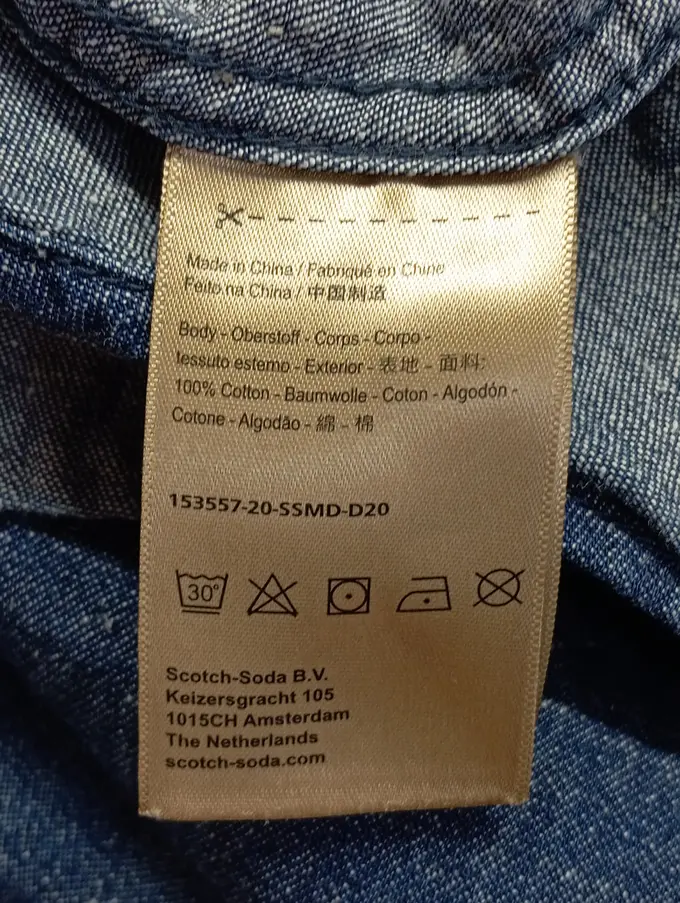 Made in China / Fabriqué en Chine
Feito na China / 中国制造
Body - Oberstoff - Corps - Corpo -
Tessuto esterno - Exterior - 表地 - 面料:
100% Cotton - Baumwolle - Coton - Algodón -
Cotone - Algodão - 綿 - 棉
153557-20-SSMD-D20
30°
Scotch-Soda B.V.
Keizersgracht 105
1015CH Amsterdam
The Netherlands
scotch-soda.com